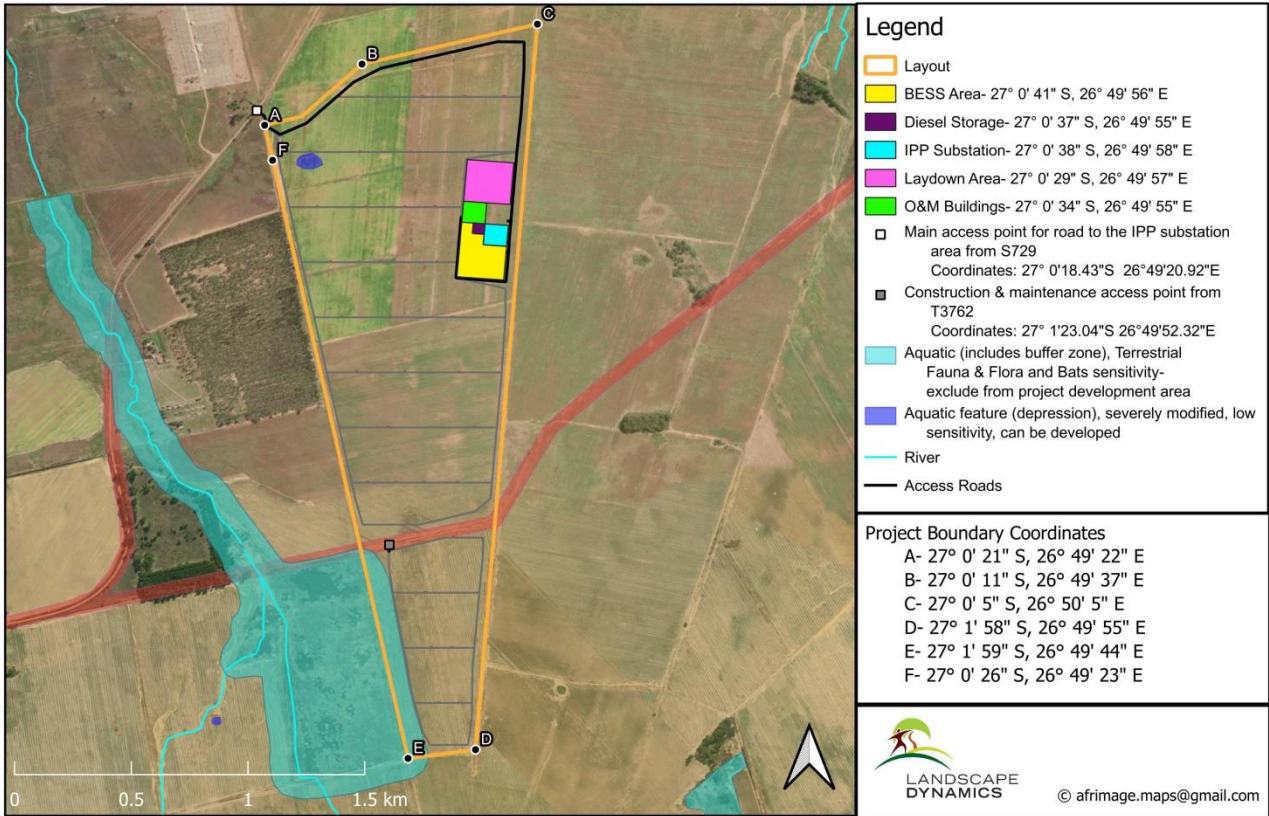 A
B
C
D
E
F
0 0.5 1 1.5 km
Legend
Layout
BESS Area- 27° 0' 41" S, 26° 49' 56" E
Diesel Storage- 27° 0' 37" S, 26° 49' 55" E
IPP Substation- 27° 0' 38" S, 26° 49' 58" E
Laydown Area- 27° 0' 29" S, 26° 49' 57" E
O&M Buildings- 27° 0' 34" S, 26° 49' 55" E
Main access point for road to the IPP substation
area from S729
Coordinates: 27° 0'18.43"S 26°49'20.92"E
Construction & maintenance access point from
T3762
Coordinates: 27° 1'23.04"S 26°49'52.32"E
Aquatic (includes buffer zone), Terrestrial
Fauna & Flora and Bats sensitivity-
exclude from project development area
Aquatic feature (depression), severely modified, low
sensitivity, can be developed
River
Access Roads
Project Boundary Coordinates
A- 27° 0' 21" S, 26° 49' 22" E
B- 27° 0' 11" S, 26° 49' 37" E
C- 27° 0' 5" S, 26° 50' 5" E
D- 27° 1' 58" S, 26° 49' 55" E
E- 27° 1' 59" S, 26° 49' 44" E
F- 27° 0' 26" S, 26° 49' 23" E
LANDSCAPE
DYNAMICS
© afrimage.maps@gmail.com